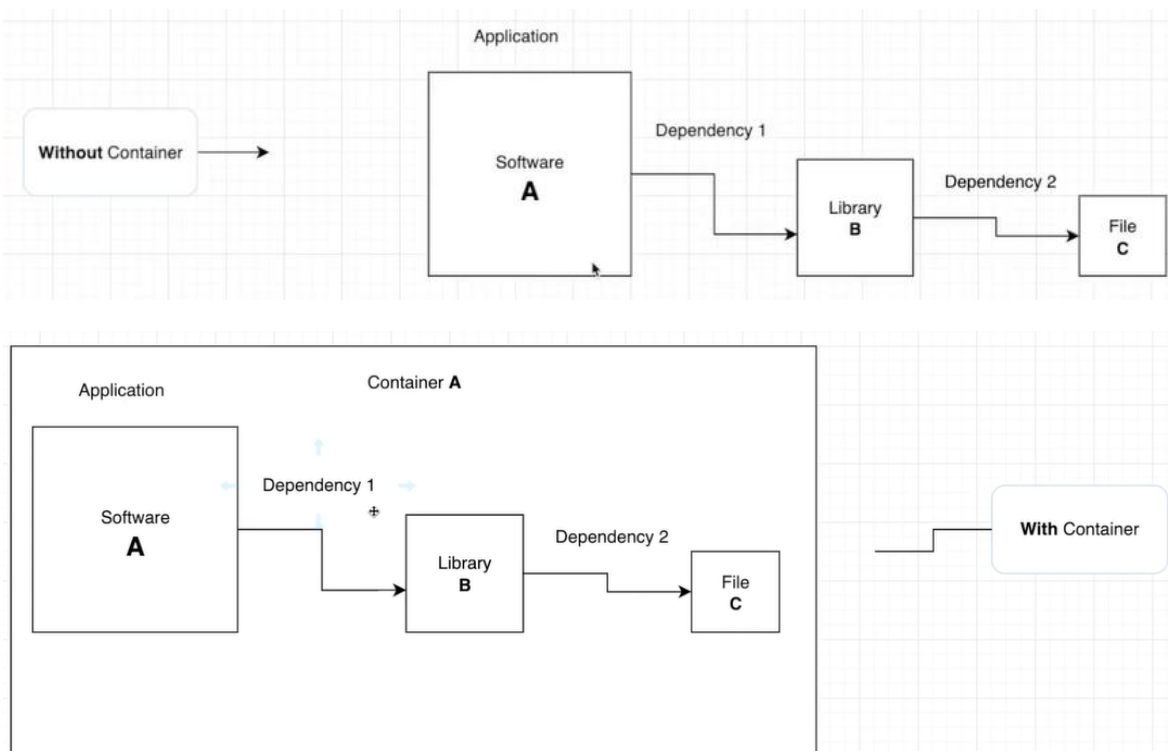 Application
Without Container
Dependency 1
Software
A
Dependency 2
Library
B
File
C
Application
Container A
Dependency 1
Software
A
Dependency 2
Library
B
File
C
With Container